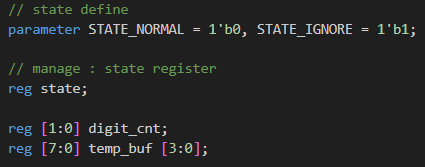 // state define
parameter STATE_NORMAL = 1'b0, STATE_IGNORE = 1'b1;
// manage : state register
reg state;
reg [1:0] digit_cnt;
reg [7:0] temp_buf [3:0];